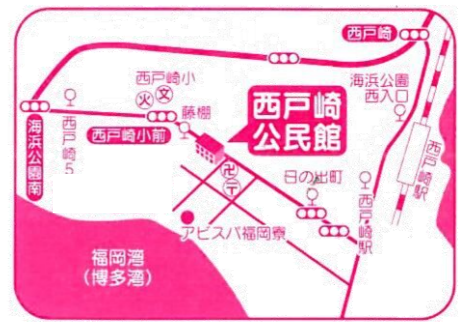 西戸崎
西戸崎小
文
火
藤棚
西戸崎
公民館
海浜公園
西入口
西戸崎小前
西戸崎5
海浜公園南
西戸崎駅
日の出町
卍
〒
西戸崎駅
アビスパ福岡寮
福岡湾
(博多湾)